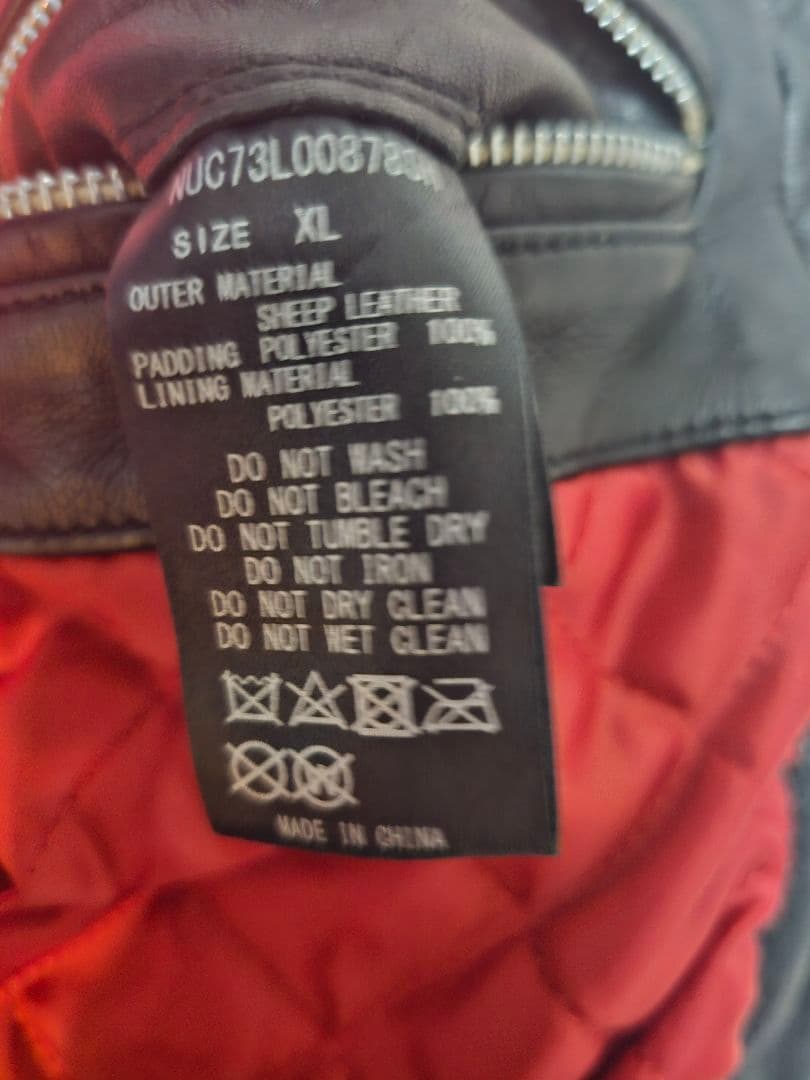 SIZE XL
OUTER MATERIAL
SHEEP LEATHER
PADDING POLYESTER 100%
LINING MATERIAL
POLYESTER 100%
DO NOT WASH
DO NOT BLEACH
DO NOT TUMBLE DRY
DO NOT IRON
DO NOT DRY CLEAN
DO NOT WET CLEAN
MADE IN CHINA